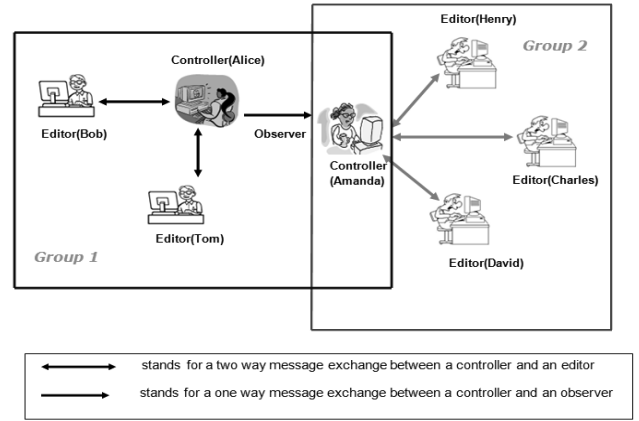 Editor(Henry)
Group 2
Controller(Alice)
Editor(Bob)
Observer
Controller
(Amanda)
Editor(Charles)
Editor(Tom)
Group 1
Editor(David)
stands for a two way message exchange between a controller and an editor
stands for a one way message exchange between a controller and an observer